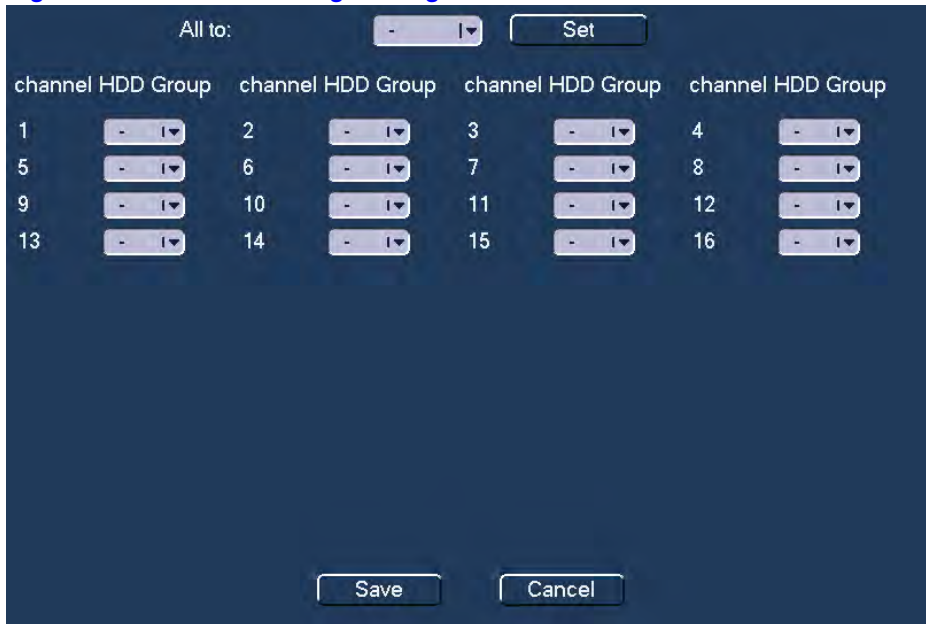 All to: - Set
channel HDD Group channel HDD Group channel HDD Group channel HDD Group
1 - 2 - 3 - 4 -
5 - 6 - 7 - 8 -
9 - 10 - 11 - 12 -
13 - 14 - 15 - 16 -
Save Cancel